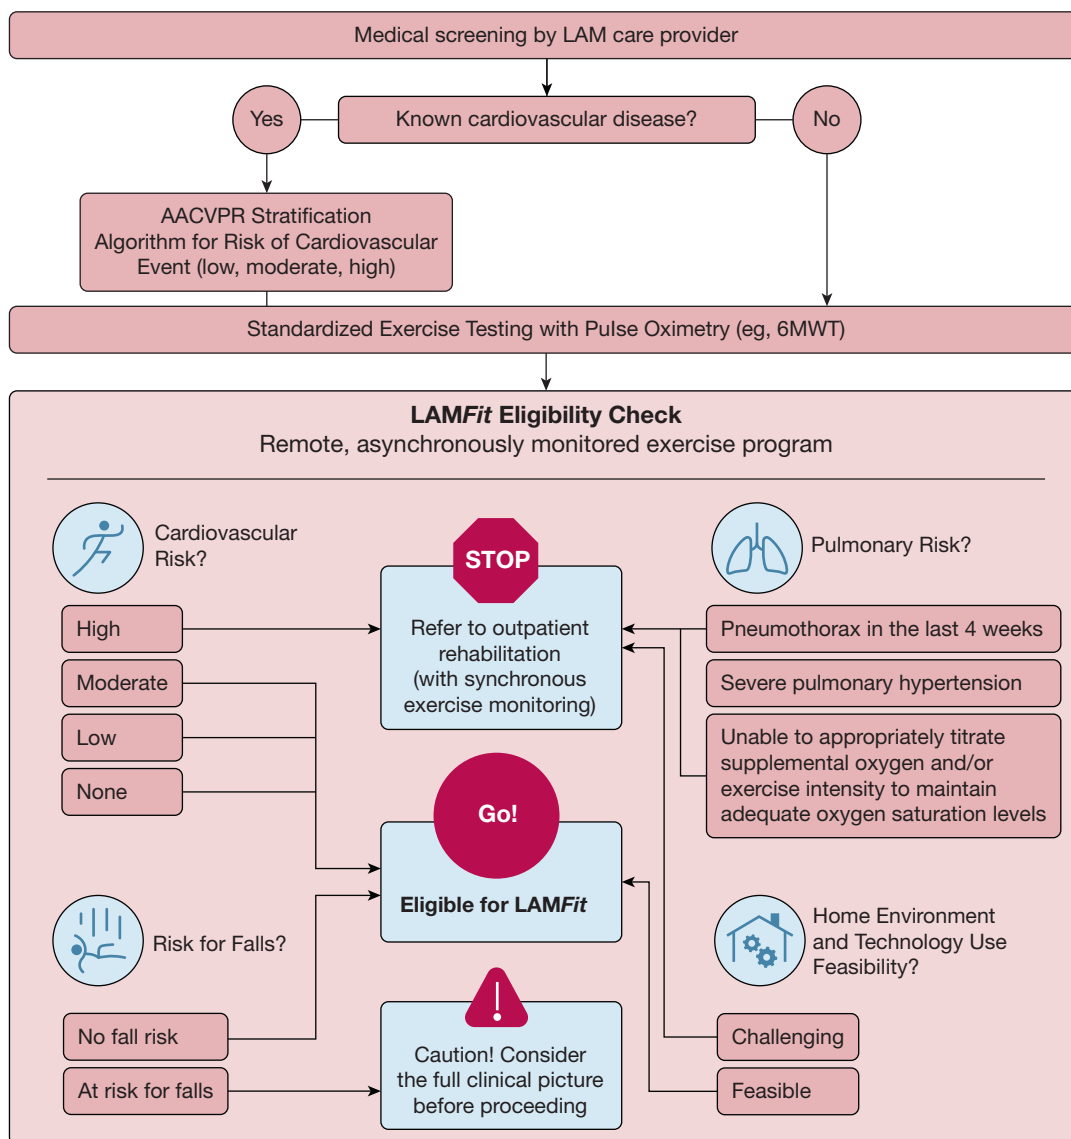 Medical screening by LAM care provider
Yes
Known cardiovascular disease?
No
AACVPR Stratification
Algorithm for Risk of Cardiovascular
Event (low, moderate, high)
Standardized Exercise Testing with Pulse Oximetry (eg, 6MWT)
LAMFit Eligibility Check
Remote, asynchronously monitored exercise program
Cardiovascular
Risk?
High
Moderate
Low
None
STOP
Refer to outpatient
rehabilitation
(with synchronous
exercise monitoring)
Pulmonary Risk?
Pneumothorax in the last 4 weeks
Severe pulmonary hypertension
Unable to appropriately titrate
supplemental oxygen and/or
exercise intensity to maintain
adequate oxygen saturation levels
Go!
Eligible for LAMFit
Risk for Falls?
No fall risk
At risk for falls
Caution! Consider
the full clinical picture
before proceeding
Home Environment
and Technology Use
Feasibility?
Challenging
Feasible